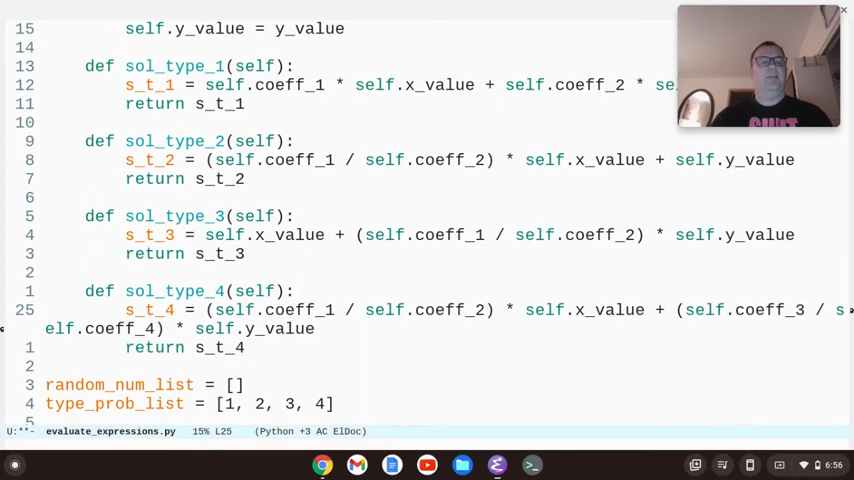 15 self.y_value = y_value
14
13 def sol_type_1(self):
12 s_t_1 = self.coeff_1 * self.x_value + self.coeff_2 *
11 return s_t_1
10
9 def sol_type_2(self):
8 s_t_2 = (self.coeff_1 / self.coeff_2) * self.x_value + self.y_value
7 return s_t_2
6
5 def sol_type_3(self):
4 s_t_3 = self.x_value + (self.coeff_1 / self.coeff_2) * self.y_value
3 return s_t_3
2
1 def sol_type_4(self):
25 s_t_4 = (self.coeff_1 / self.coeff_2) * self.x_value + (self.coeff_3 / s
elf.coeff_4) * self.y_value
1 return s_t_4
2
3 random_num_list = []
4 type_prob_list = [1, 2, 3, 4]
5
U:**- evaluate_expressions.py 15% L25 (Python +3 AC ElDoc)
6:56